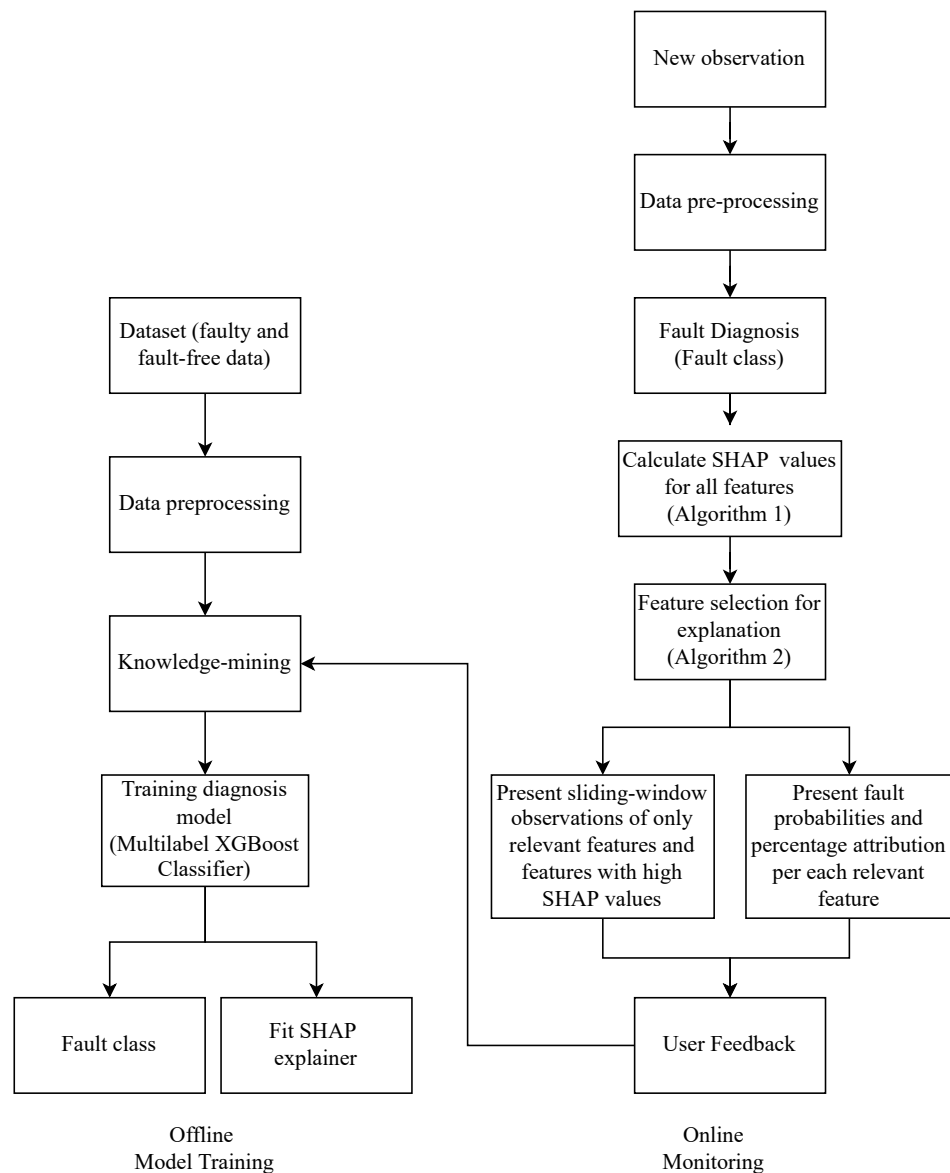 New observation
Data pre-processing
Fault Diagnosis
(Fault class)
Calculate SHAP values
for all features
(Algorithm 1)
Feature selection for
explanation
(Algorithm 2)
Present sliding-window
observations of only
relevant features and
features with high
SHAP values
Present fault
probabilities and
percentage attribution
per each relevant
feature
User Feedback
Online
Monitoring
Dataset (faulty and
fault-free data)
Data preprocessing
Knowledge-mining
Training diagnosis
model
(Multilabel XGBoost
Classifier)
Fault class
Fit SHAP
explainer
Offline
Model Training